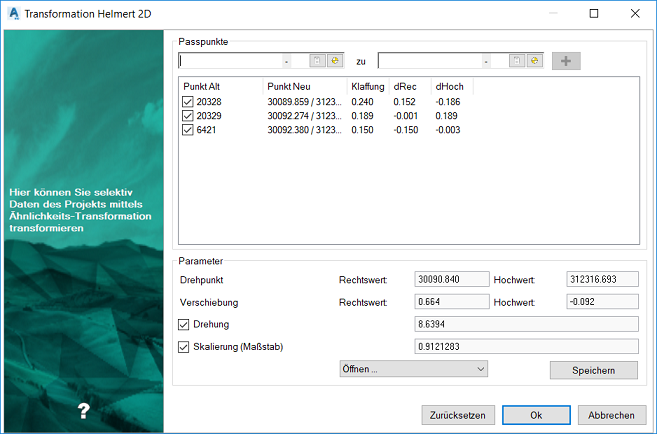 Transformation Helmert 2D
Hier können Sie selektiv
Daten des Projekts mittels
Ähnlichkeits-Transformation
transformieren
?
Passpunkte
zu
Punkt Alt Punkt Neu Klaffung dRec dHoch
20328 30089.859 / 3123... 0.240 0.152 -0.186
20329 30092.274 / 3123... 0.189 -0.001 0.189
6421 30092.380 / 3123... 0.150 -0.150 -0.003
Parameter
Drehpunkt Rechtswert: 30090.840 Hochwert: 312316.693
Verschiebung Rechtswert: 0.664 Hochwert: -0.092
Drehung 8.6394
Skalierung (Maßstab) 0.9121283
Öffnen ... Speichern
Zurücksetzen Ok Abbrechen